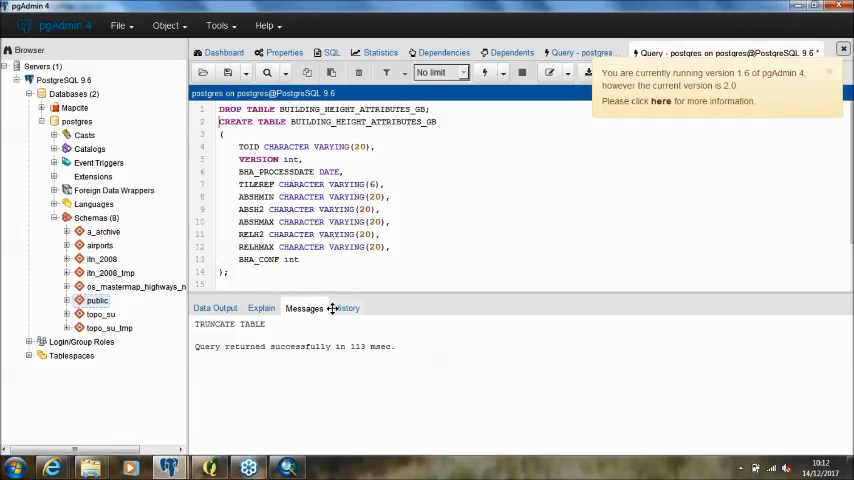 pgAdmin 4
pgAdmin 4 File Object Tools Help
Browser
Servers (1)
PostgreSQL 9.6
Databases (2)
Mapcite
postgres
Casts
Catalogs
Event Triggers
Extensions
Foreign Data Wrappers
Languages
Schemas (8)
a_archive
airports
itn_2008
itn_2008_tmp
os_mastermap_highways_n
public
topo_su
topo_su_tmp
Login/Group Roles
Tablespaces
Dashboard Properties SQL Statistics Dependencies Dependents Query - postgres... Query - postgres on postgres@PostgreSQL 9.6 *
No limit
You are currently running version 1.6 of pgAdmin 4,
however the current version is 2.0.
Please click here for more information.
postgres on postgres@PostgreSQL 9.6
1 DROP TABLE BUILDING_HEIGHT_ATTRIBUTES_GB;
2 CREATE TABLE BUILDING_HEIGHT_ATTRIBUTES_GB
3 (
4 TOID CHARACTER VARYING(20),
5 VERSION int,
6 BHA_PROCESSDATE DATE,
7 TILEREF CHARACTER VARYING(6),
8 ABSHMIN CHARACTER VARYING(20),
9 ABSH2 CHARACTER VARYING(20),
10 ABSHMAX CHARACTER VARYING(20),
11 RELH2 CHARACTER VARYING(20),
12 RELHMAX CHARACTER VARYING(20),
13 BHA_CONF int
14 );
15
Data Output Explain Messages History
TRUNCATE TABLE
Query returned successfully in 113 msec.
10:12
14/12/2017